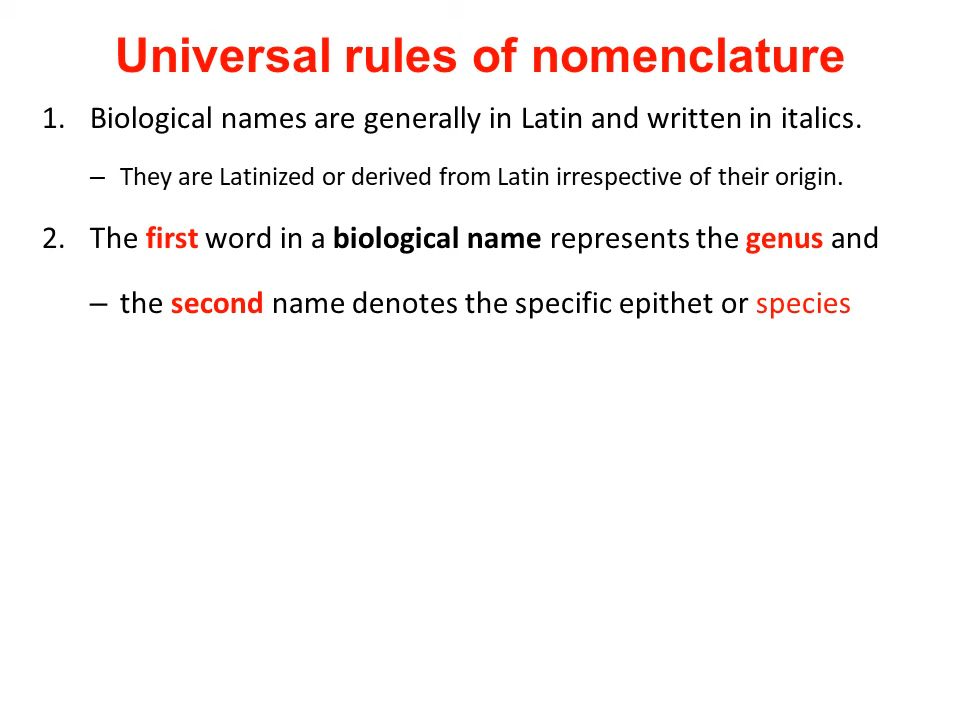 Universal rules of nomenclature
1. Biological names are generally in Latin and written in italics.
– They are Latinized or derived from Latin irrespective of their origin.
2. The first word in a biological name represents the genus and
– the second name denotes the specific epithet or species